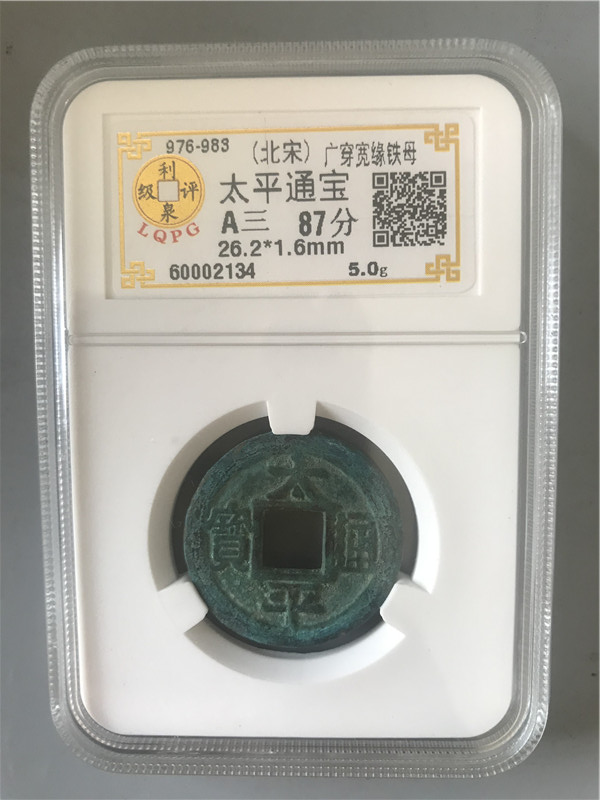 976-983 （北宋）广穿宽缘铁母
利泉评级
LQPG
太平通宝
A三 87分
26.2*1.6mm
60002134 5.0g
太平通寶